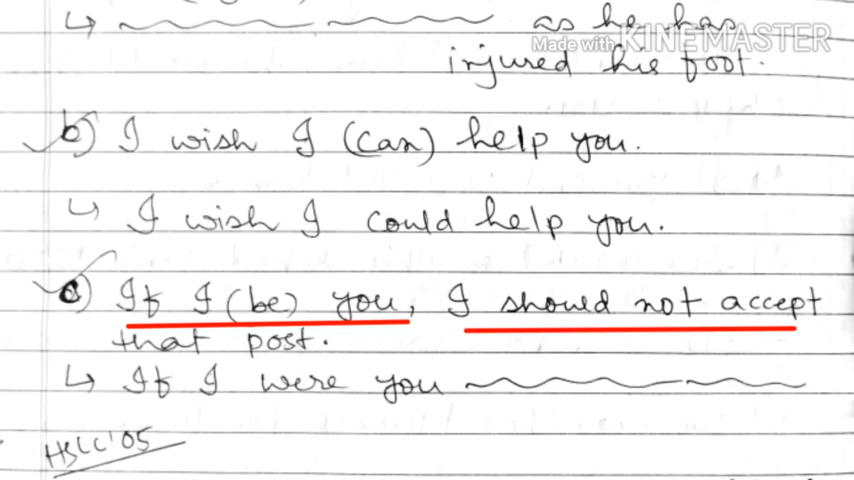 ↳ as he has
Made with KINEMASTER
injured his foot.
b) I wish I (can) help you.
↳ I wish I could help you.
c) If I (be) you, I should not accept
that post.
↳ If I were you
HSLC'05